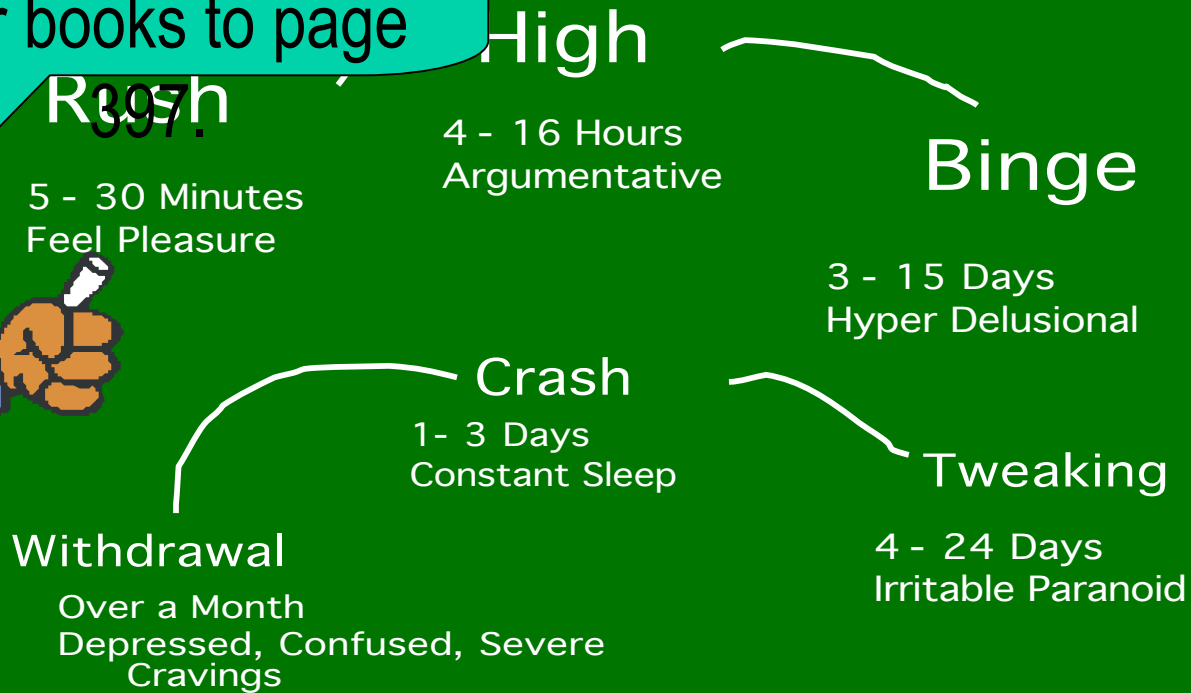 r books to page
397.
High
Rush
4 - 16 Hours
Argumentative
Binge
5 - 30 Minutes
Feel Pleasure
3 - 15 Days
Hyper Delusional
Crash
1- 3 Days
Constant Sleep
Tweaking
4 - 24 Days
Irritable Paranoid
Withdrawal
Over a Month
Depressed, Confused, Severe
Cravings